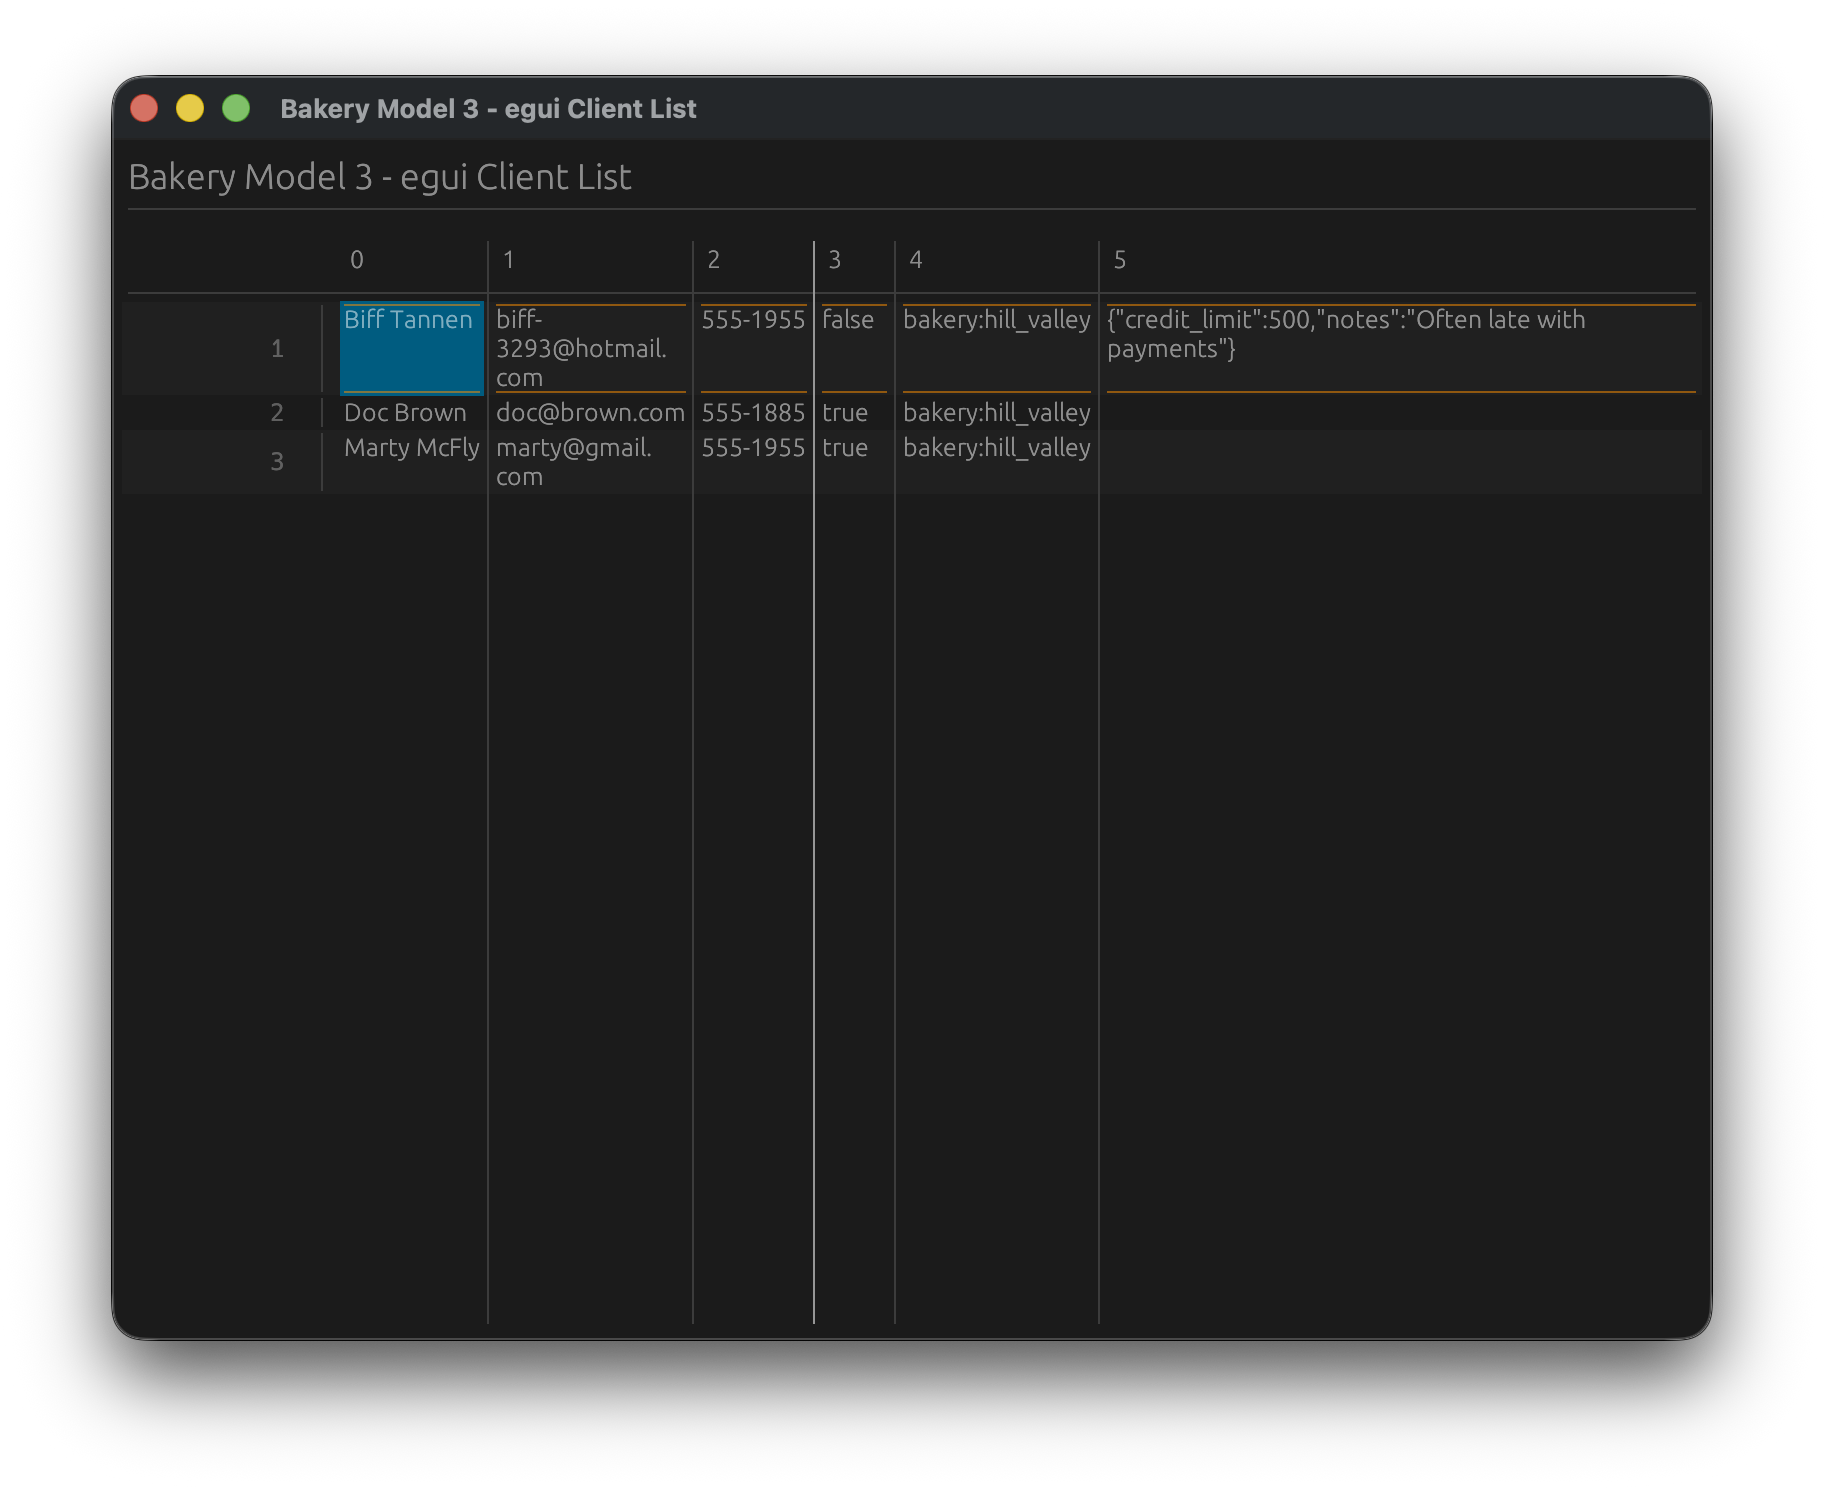 Bakery Model 3 - egui Client List
Bakery Model 3 - egui Client List
0 1 2 3 4 5
1 Biff Tannen biff-3293@hotmail.com 555-1955 false bakery:hill_valley {"credit_limit":500,"notes":"Often late with payments"}
2 Doc Brown doc@brown.com 555-1885 true bakery:hill_valley
3 Marty McFly marty@gmail.com 555-1955 true bakery:hill_valley